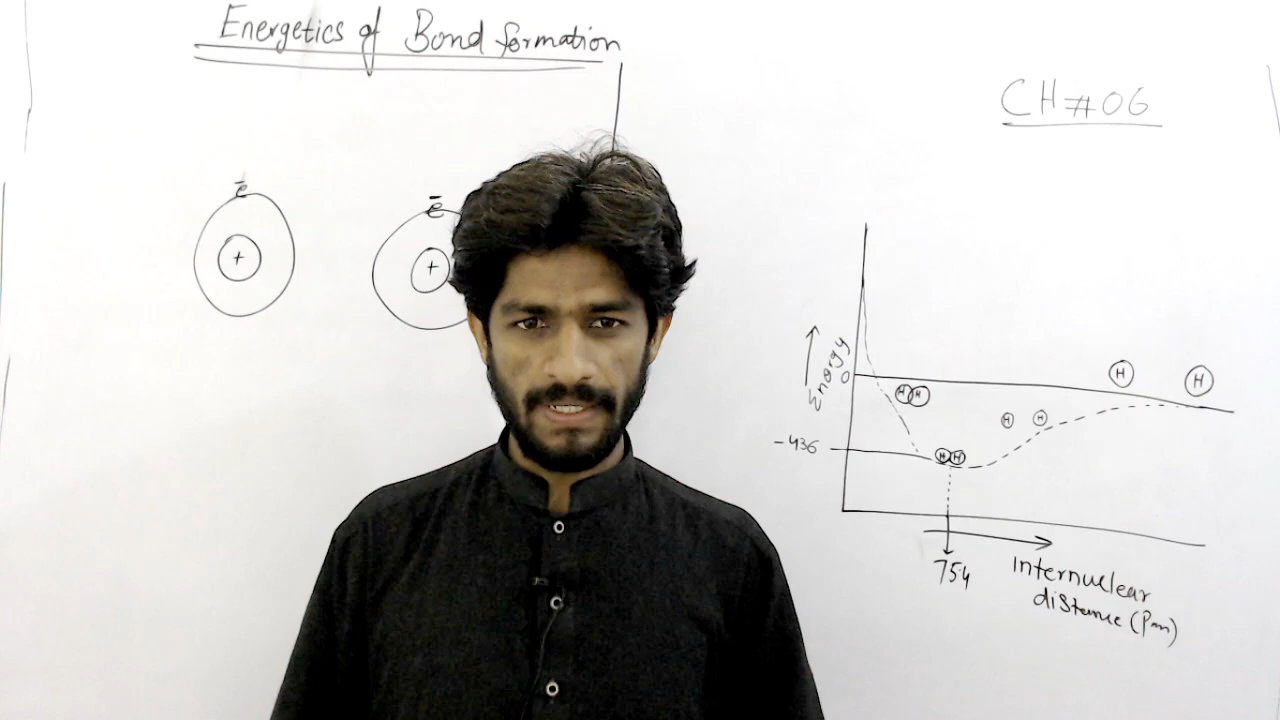 Energetics of Bond formation
CH#06
ē
ē
+
+
Energy
0
H
H
H H
H
H
-436
H H
754
internuclear
distance (Pm)